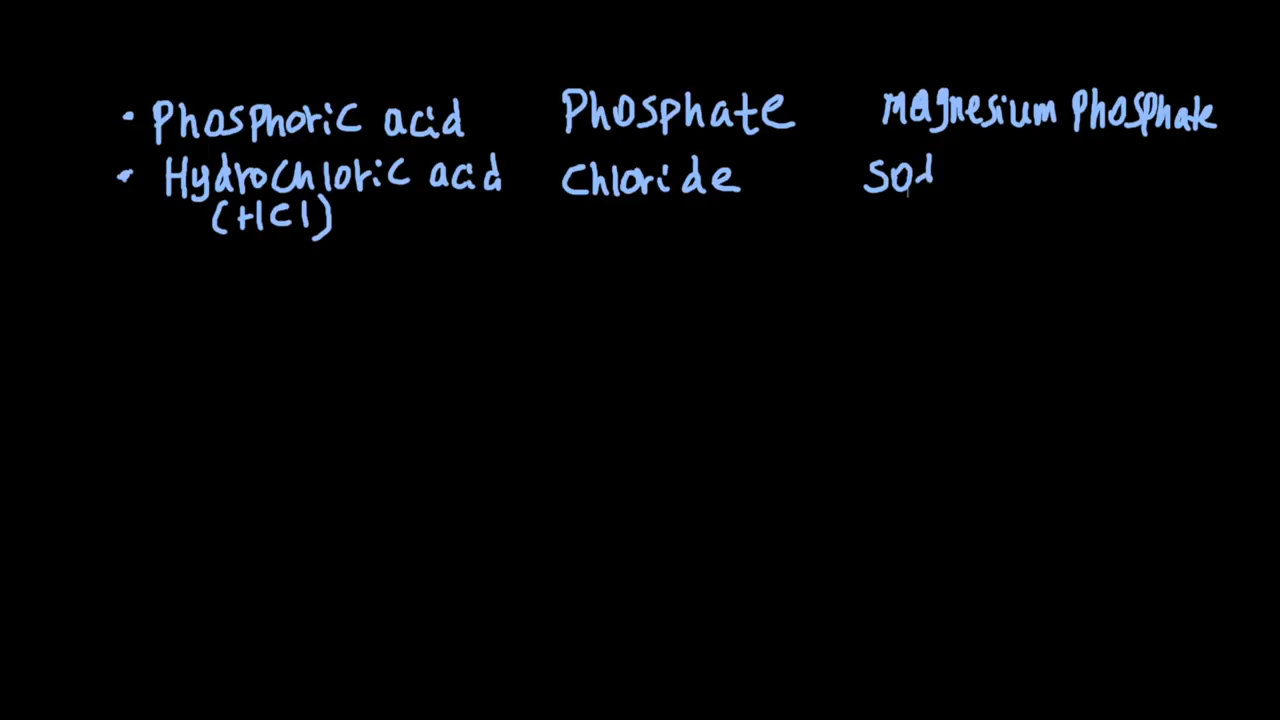 • Phosphoric acid Phosphate Magnesium Phosphate
• Hydrochloric acid Chloride Sod
(HCl)